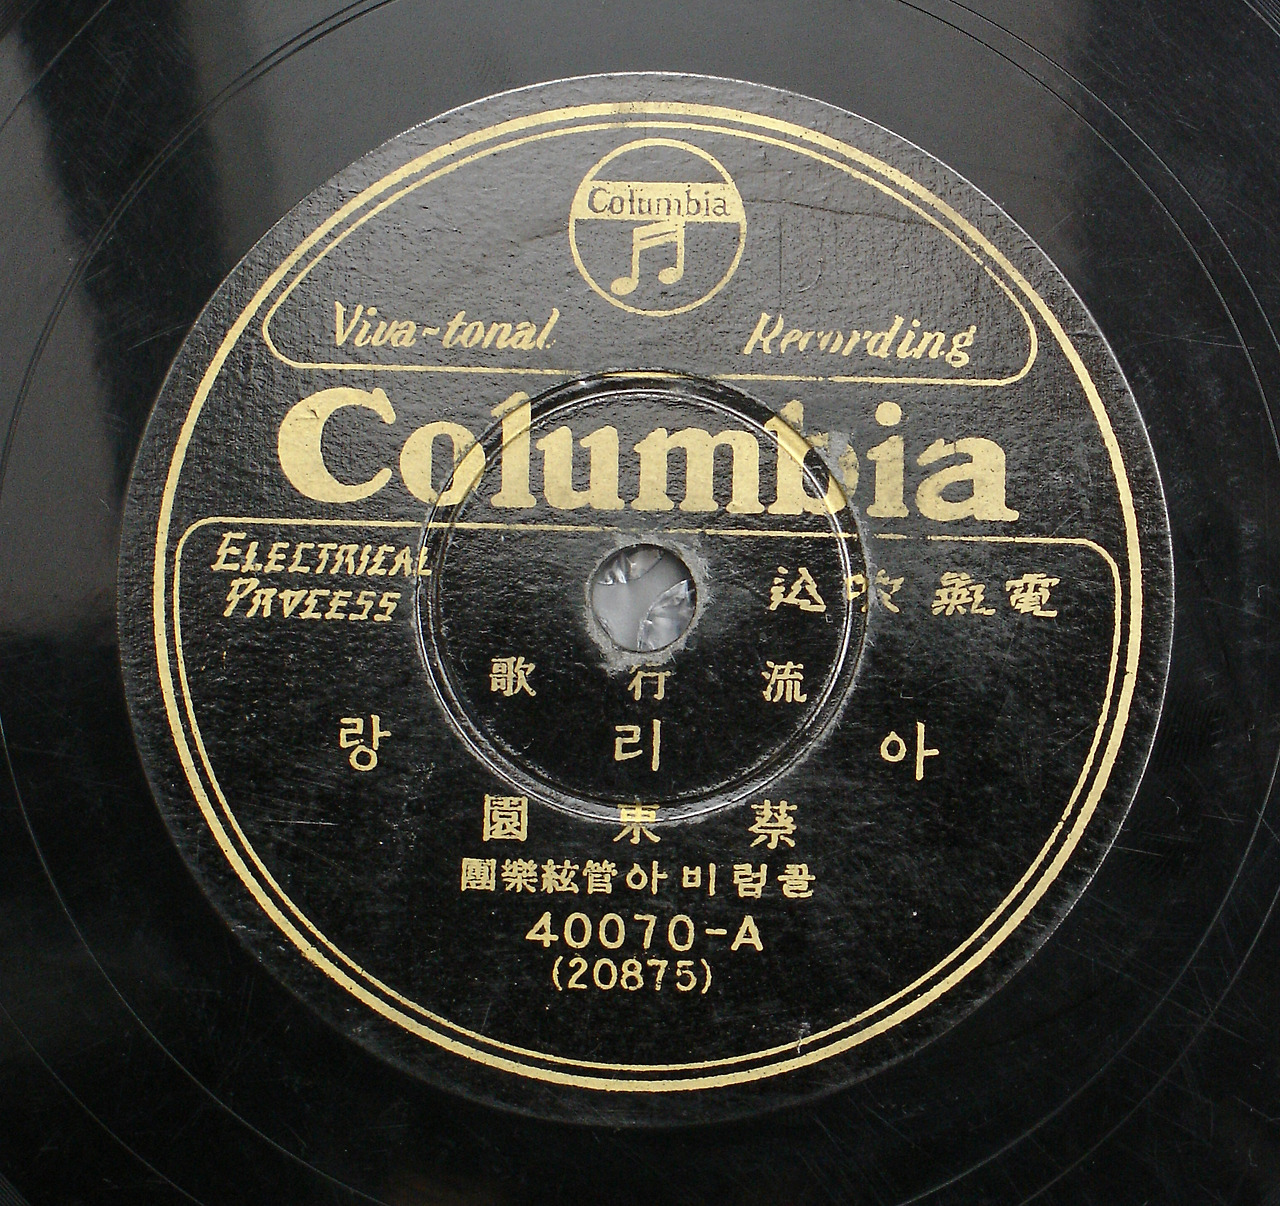 Columbia
Viva-tonal Recording
Columbia
ELECTRICAL
PROCESS
電氣吹込
流行歌
아리랑
蔡東園
콜럼비아管絃樂團
40070-A
(20875)